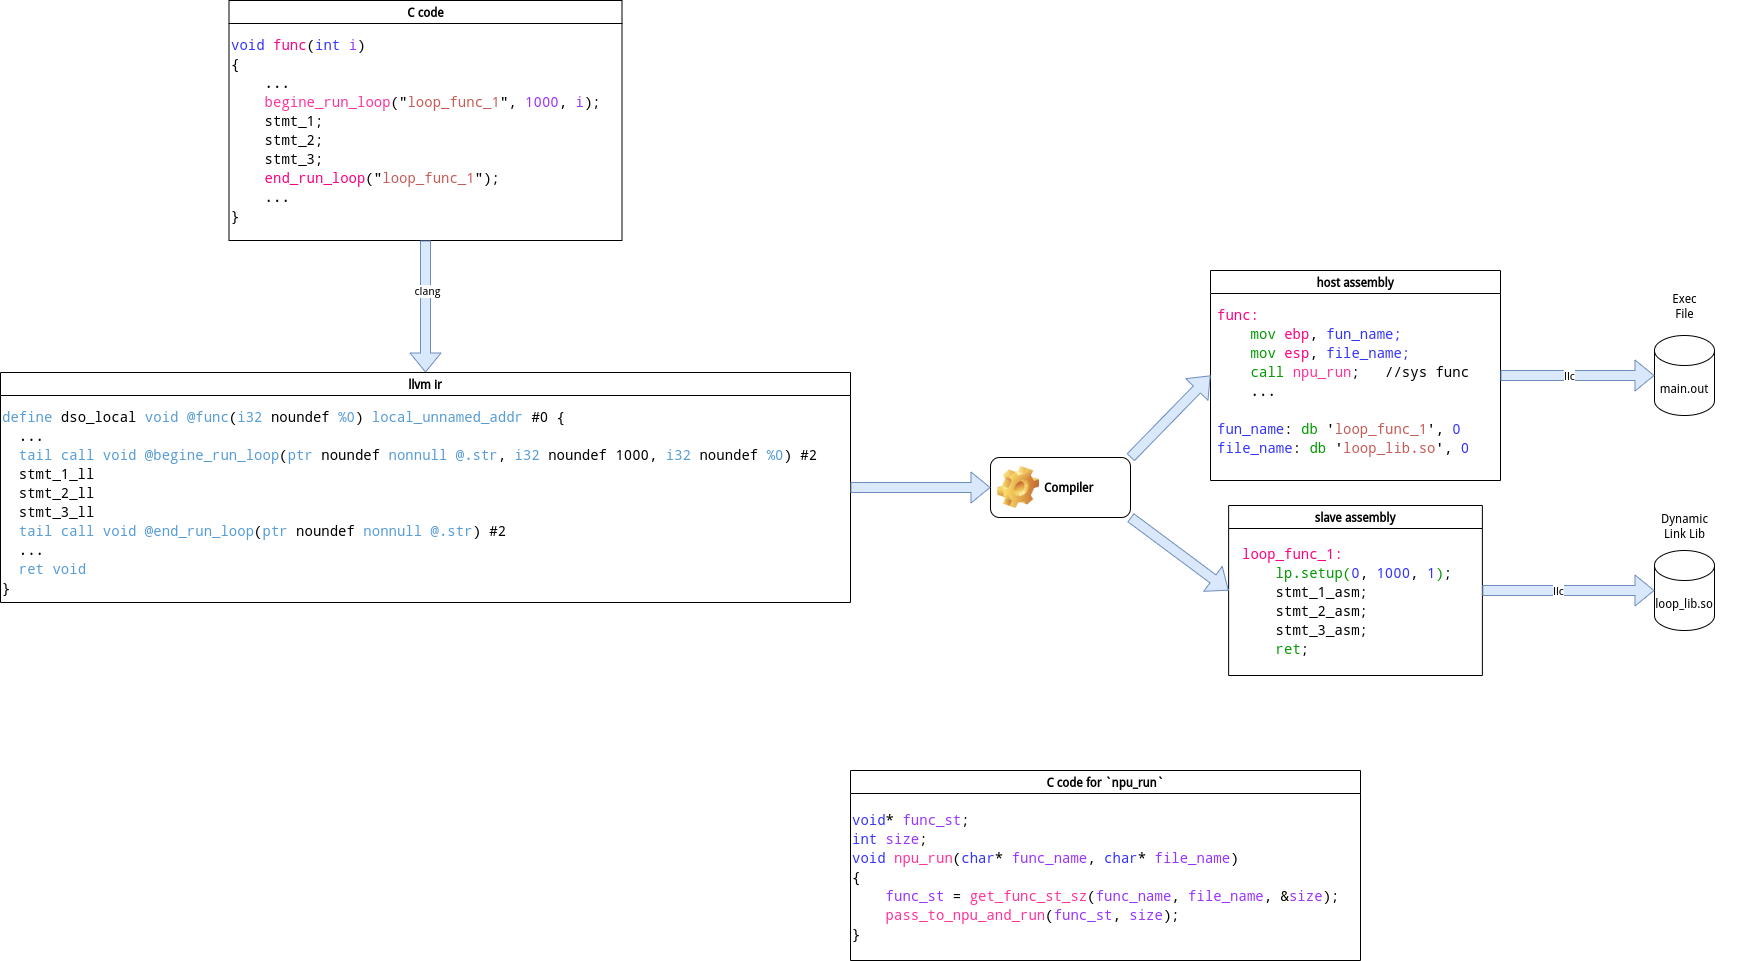 C code
void func(int i)
{
    ...
    begine_run_loop("loop_func_1", 1000, i);
    stmt_1;
    stmt_2;
    stmt_3;
    end_run_loop("loop_func_1");
    ...
}
clang
llvm ir
define dso_local void @func(i32 noundef %0) local_unnamed_addr #0 {
  ...
  tail call void @begine_run_loop(ptr noundef nonnull @.str, i32 noundef 1000, i32 noundef %0) #2
  stmt_1_ll
  stmt_2_ll
  stmt_3_ll
  tail call void @end_run_loop(ptr noundef nonnull @.str) #2
  ...
  ret void
}
Compiler
host assembly
func:
    mov ebp, fun_name;
    mov esp, file_name;
    call npu_run;   //sys func
    ...
fun_name: db 'loop_func_1', 0
file_name: db 'loop_lib.so', 0
llc
Exec
File
main.out
slave assembly
loop_func_1:
    lp.setup(0, 1000, 1);
    stmt_1_asm;
    stmt_2_asm;
    stmt_3_asm;
    ret;
llc
Dynamic
Link Lib
loop_lib.so
C code for `npu_run`
void* func_st;
int size;
void npu_run(char* func_name, char* file_name)
{
    func_st = get_func_st_sz(func_name, file_name, &size);
    pass_to_npu_and_run(func_st, size);
}